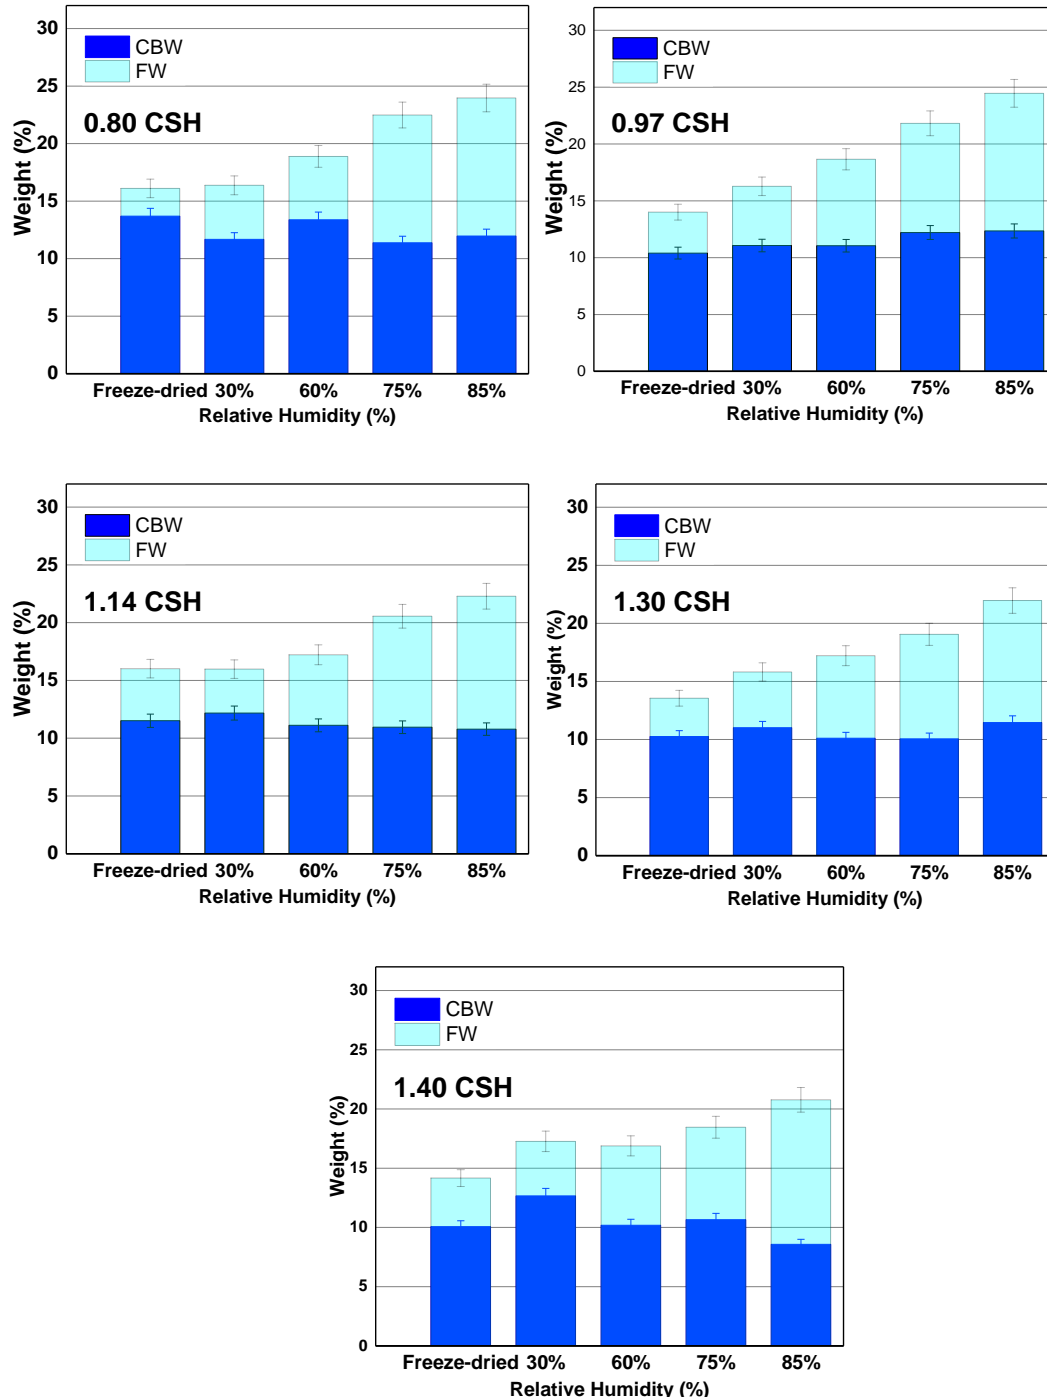 30
25
20
15
10
5
0
Weight (%)
CBW
FW
0.80 CSH
Freeze-dried 30% 60% 75% 85%
Relative Humidity (%)
30
25
20
15
10
5
0
Weight (%)
CBW
FW
0.97 CSH
Freeze-dried 30% 60% 75% 85%
Relative Humidity (%)
30
25
20
15
10
5
0
Weight (%)
CBW
FW
1.14 CSH
Freeze-dried 30% 60% 75% 85%
Relative Humidity (%)
30
25
20
15
10
5
0
Weight (%)
CBW
FW
1.30 CSH
Freeze-dried 30% 60% 75% 85%
Relative Humidity (%)
30
25
20
15
10
5
0
Weight (%)
CBW
FW
1.40 CSH
Freeze-dried 30% 60% 75% 85%
Relative Humidity (%)